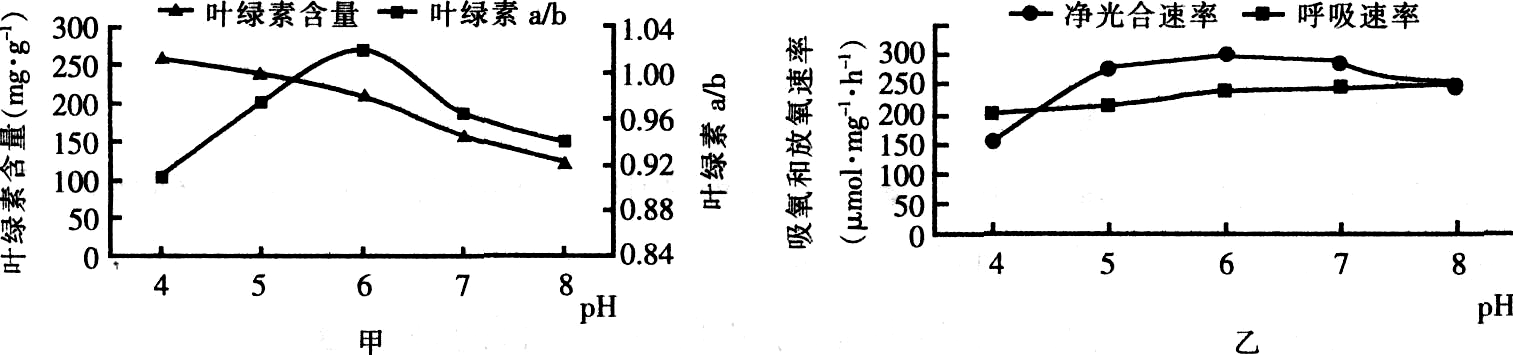 叶绿素含量 叶绿素 a/b
叶绿素含量(mg·g⁻¹)
300
250
200
150
100
50
0
1.04
1.00
0.96
0.92
0.88
0.84
叶绿素 a/b
4 5 6 7 8
pH
甲
净光合速率 呼吸速率
吸氧和放氧速率
(μmol·mg⁻¹·h⁻¹)
300
250
200
150
100
50
0
4 5 6 7 8
pH
乙